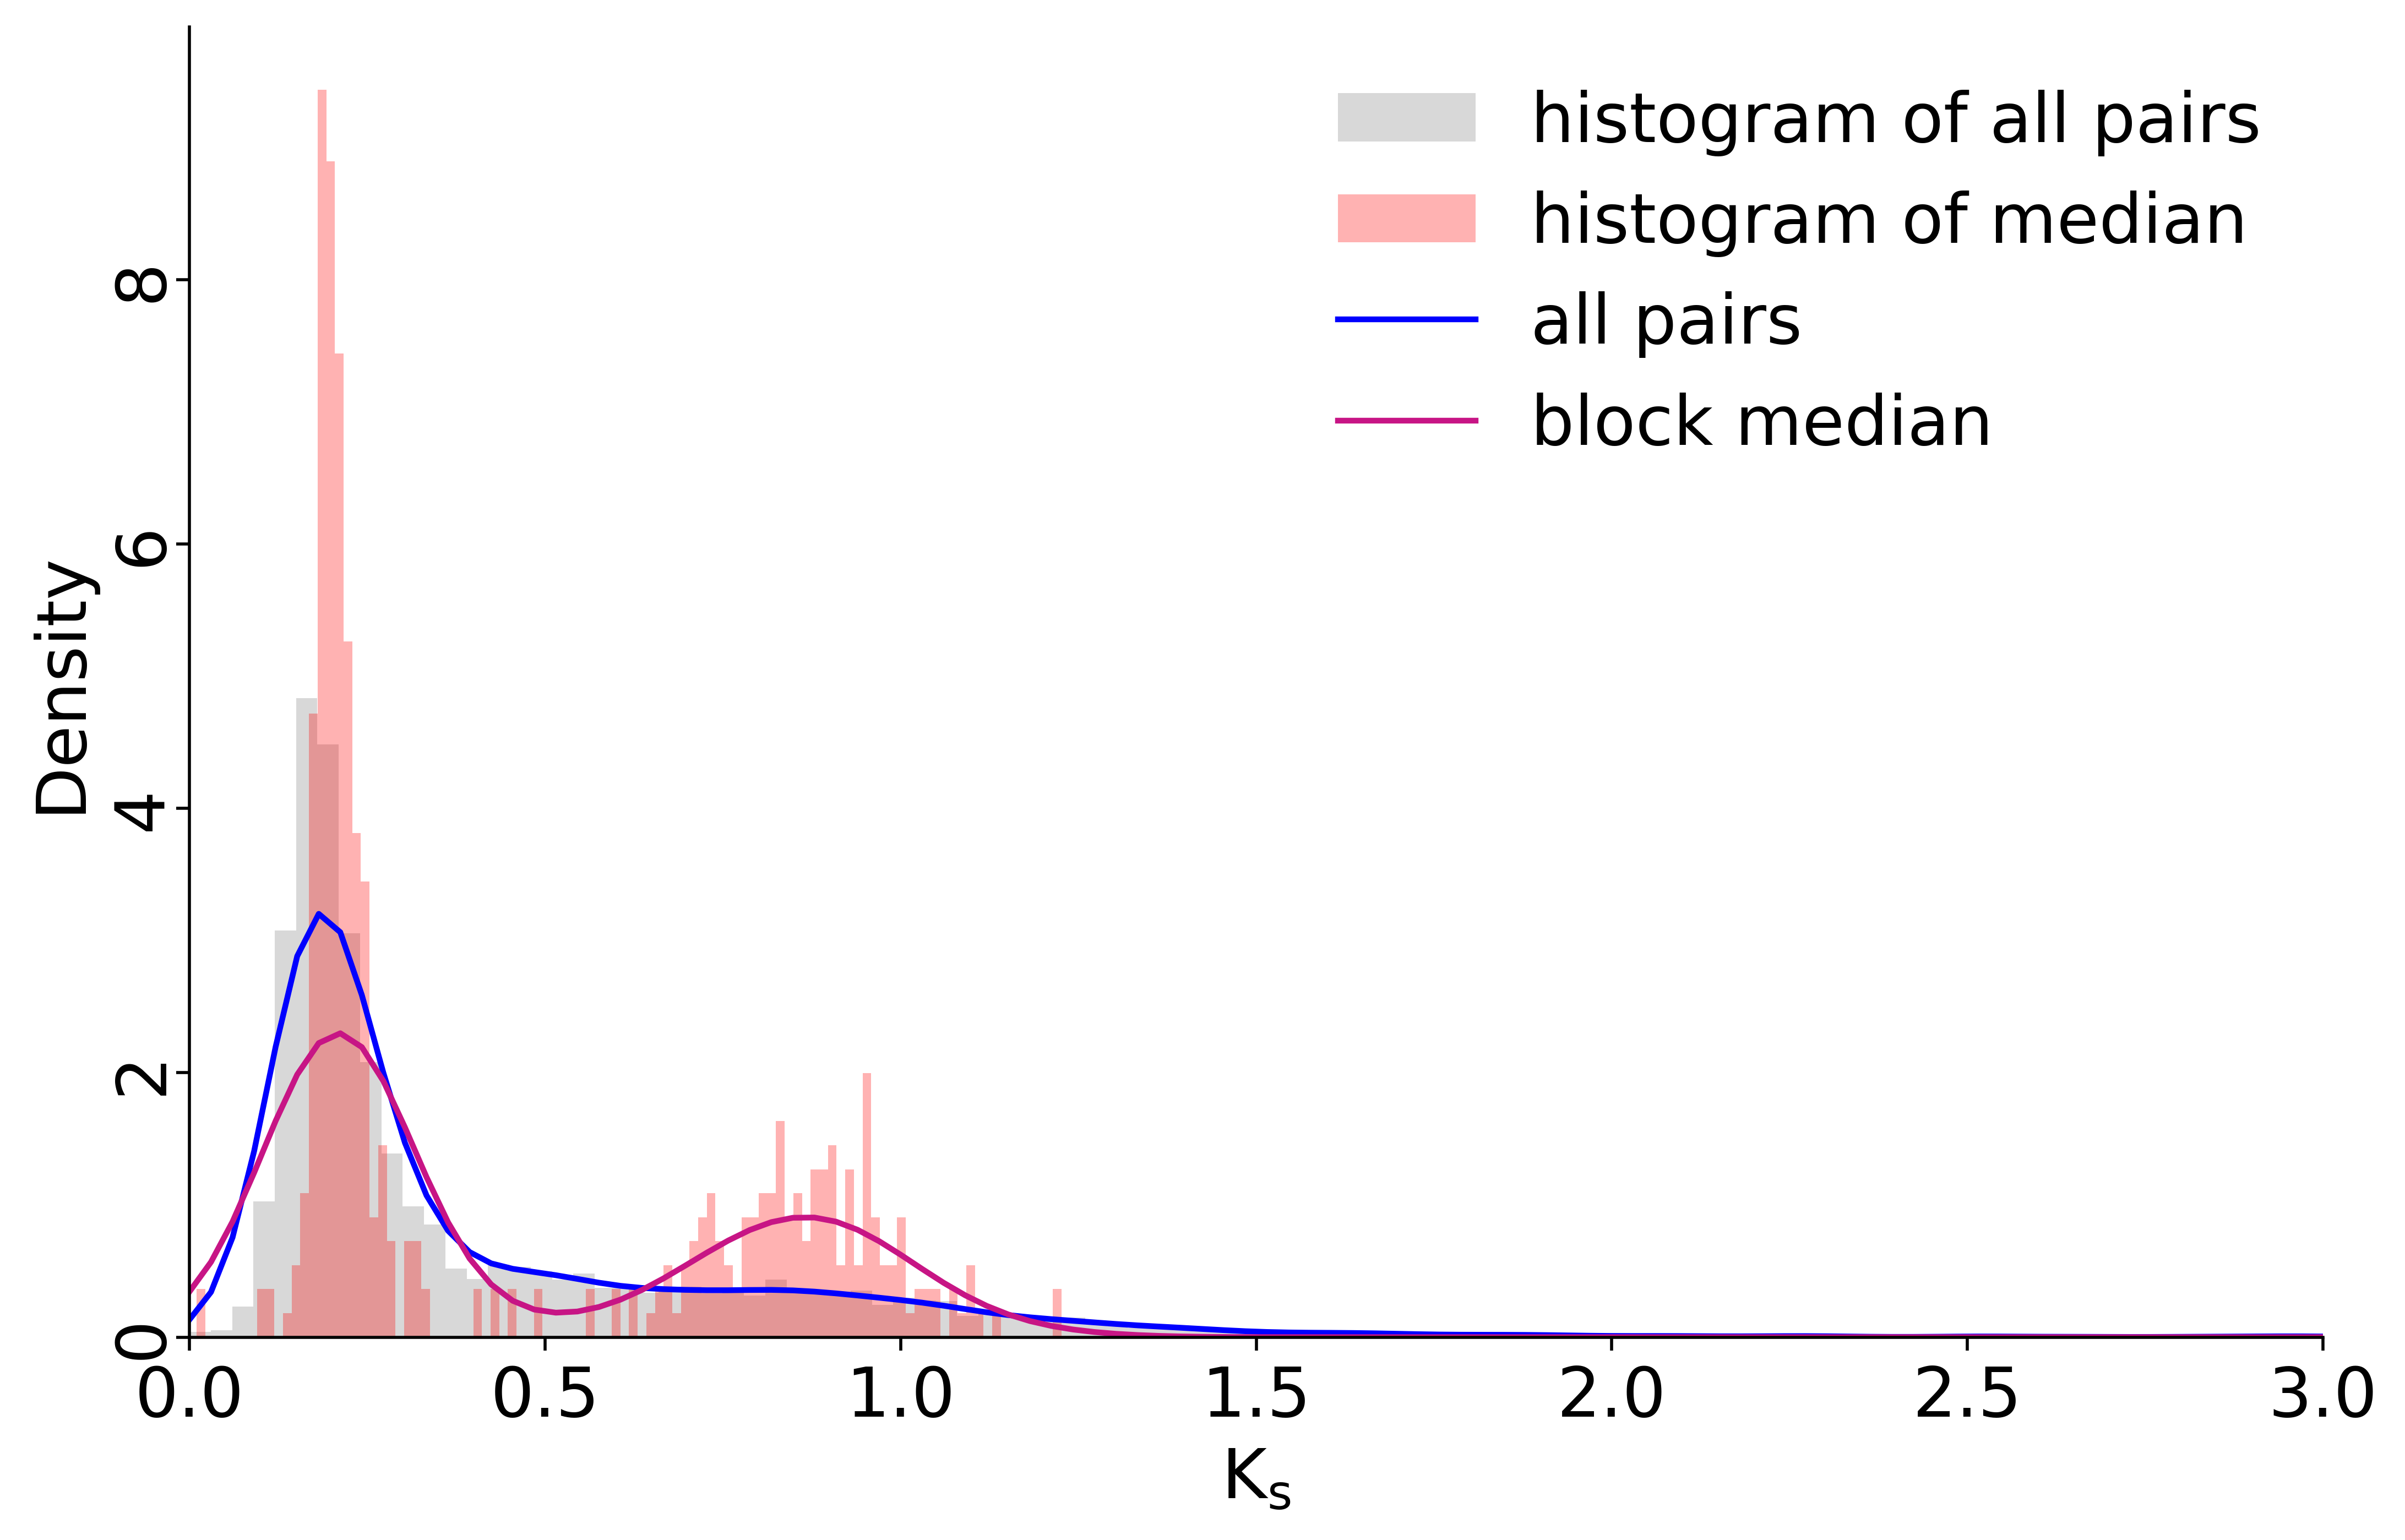 histogram of all pairs
histogram of median
all pairs
block median
Density
8
6
4
2
0
0.0 0.5 1.0 1.5 2.0 2.5 3.0
Kₛ